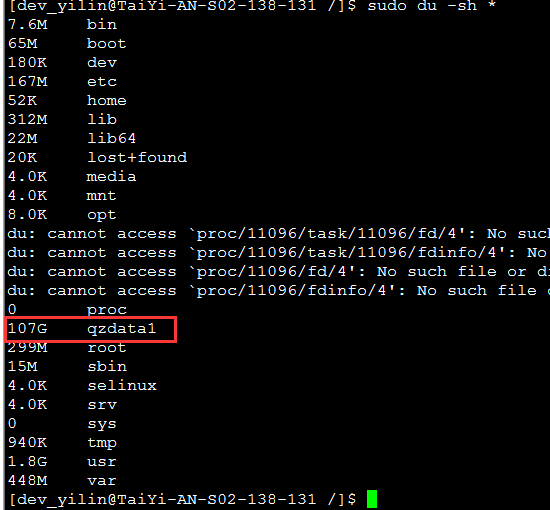 [dev_yilin@TaiYi-AN-S02-138-131 /]$ sudo du -sh *
7.6M bin
65M boot
180K dev
167M etc
52K home
312M lib
22M lib64
20K lost+found
4.0K media
4.0K mnt
8.0K opt
du: cannot access `proc/11096/task/11096/fd/4': No suc
du: cannot access `proc/11096/task/11096/fdinfo/4': No
du: cannot access `proc/11096/fd/4': No such file or di
du: cannot access `proc/11096/fdinfo/4': No such file o
0 proc
107G qzdata1
299M root
15M sbin
4.0K selinux
4.0K srv
0 sys
940K tmp
1.8G usr
448M var
[dev_yilin@TaiYi-AN-S02-138-131 /]$